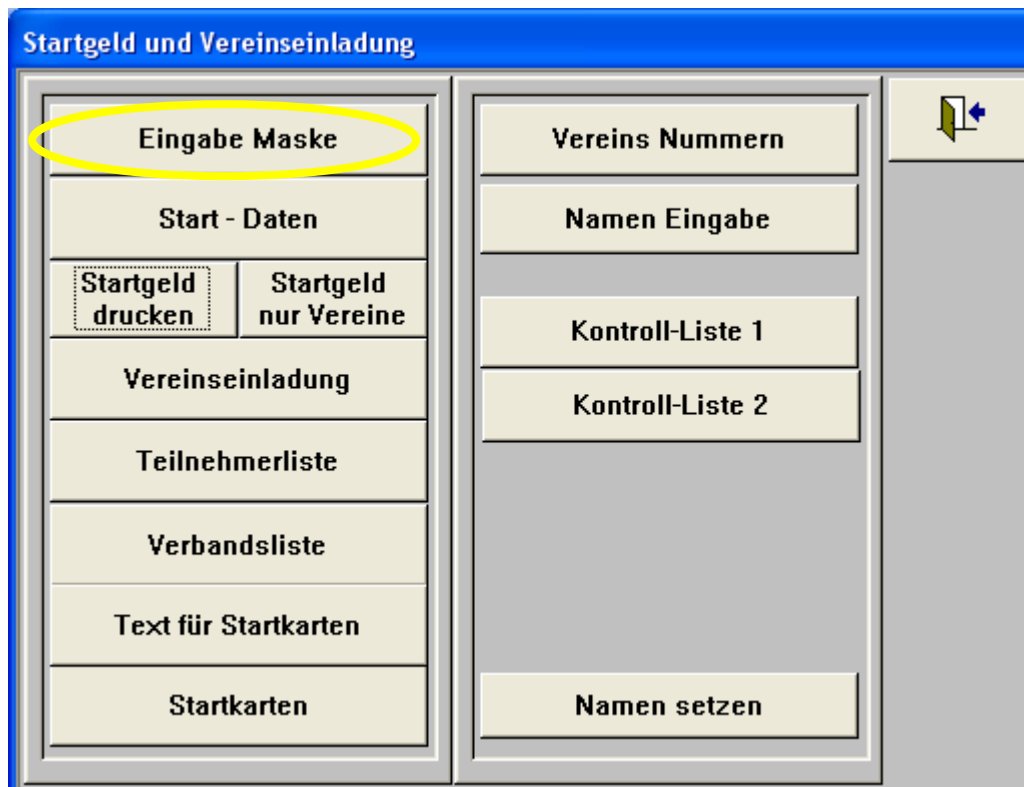 Startgeld und Vereinseinladung
Eingabe Maske
Start - Daten
Startgeld
drucken
Startgeld
nur Vereine
Vereinseinladung
Teilnehmerliste
Verbandsliste
Text für Startkarten
Startkarten
Vereins Nummern
Namen Eingabe
Kontroll-Liste 1
Kontroll-Liste 2
Namen setzen